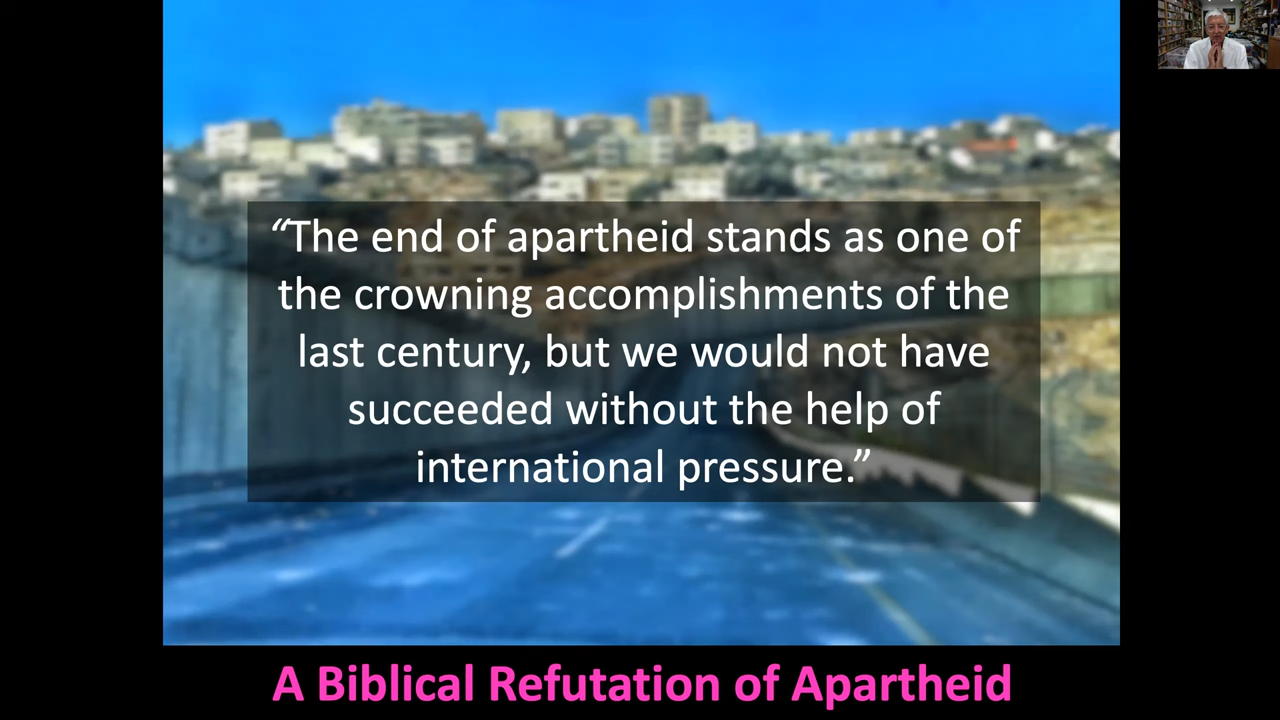 “The end of apartheid stands as one of
the crowning accomplishments of the
last century, but we would not have
succeeded without the help of
international pressure.”
A Biblical Refutation of Apartheid